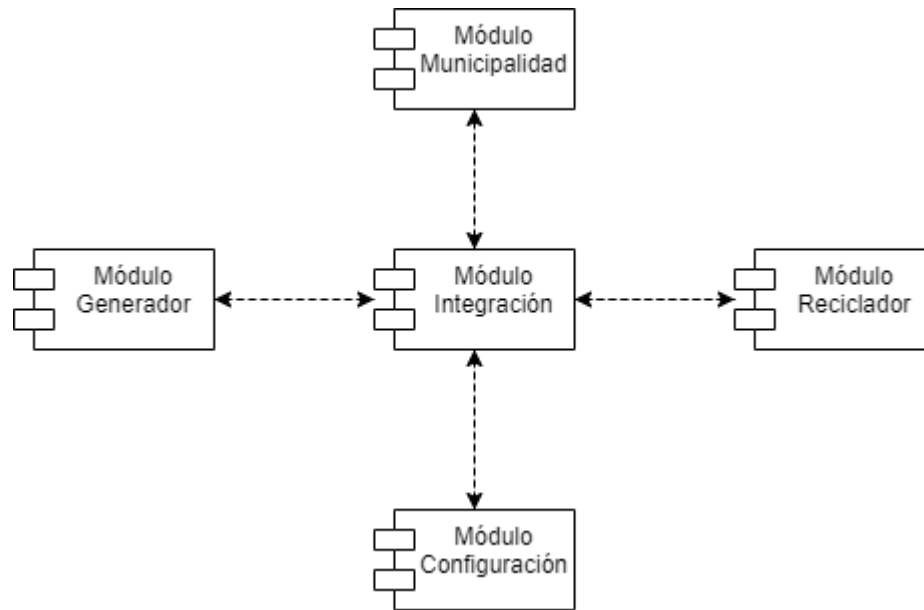 Módulo
Municipalidad
Módulo
Generador
Módulo
Integración
Módulo
Reciclador
Módulo
Configuración